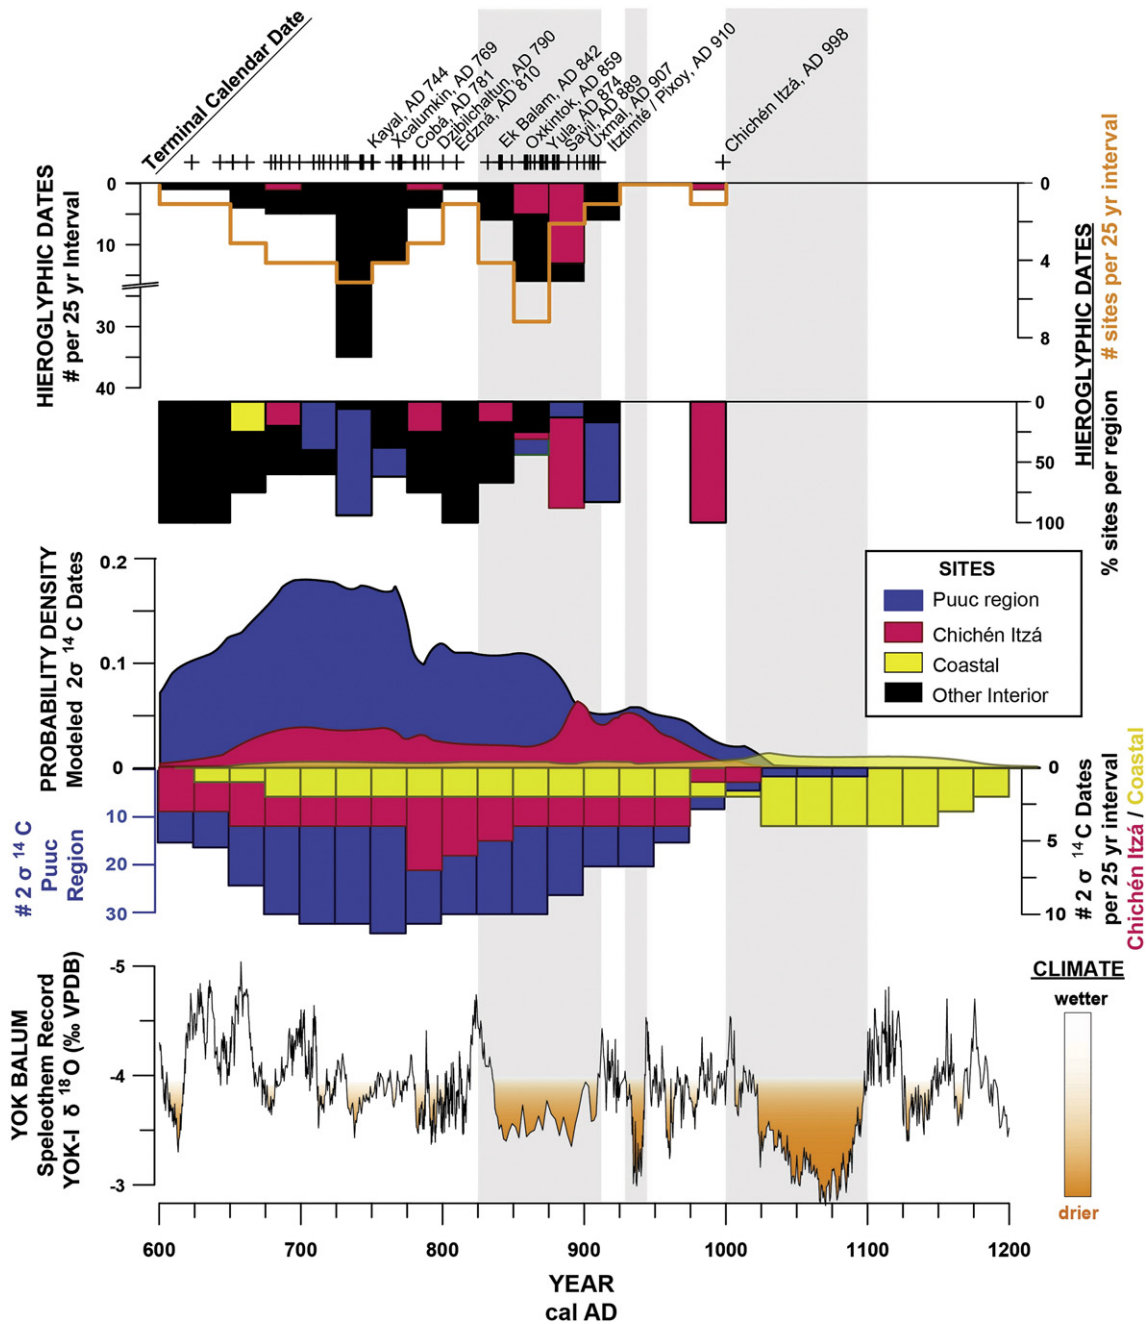 Terminal Calendar Date
Kayal, AD 744
Xcalumkin, AD 769
Cobá, AD 781
Dzibilchaltun, AD 790
Edzná, AD 810
Ek Balam, AD 842
Oxkintok, AD 859
Yula, AD 874
Sayil, AD 889
Uxmal, AD 907
Itzimté / Pixoy, AD 910
Chichén Itzá, AD 998
HIEROGLYPHIC DATES
# per 25 yr Interval
0
10
30
40
0
4
8
HIEROGLYPHIC DATES
# sites per 25 yr interval
% sites per region
0
50
100
PROBABILITY DENSITY
Modeled 2σ 14 C Dates
0.2
0.1
0
SITES
Puuc region
Chichén Itzá
Coastal
Other Interior
# 2 σ 14 C
Puuc
Region
10
20
30
0
5
10
# 2 σ 14 C Dates
per 25 yr interval
Chichén Itzá / Coastal
YOK BALUM
Speleothem Record
YOK-I δ 18 O (‰ VPDB)
-5
-4
-3
CLIMATE
wetter
drier
600 700 800 900 1000 1100 1200
YEAR
cal AD